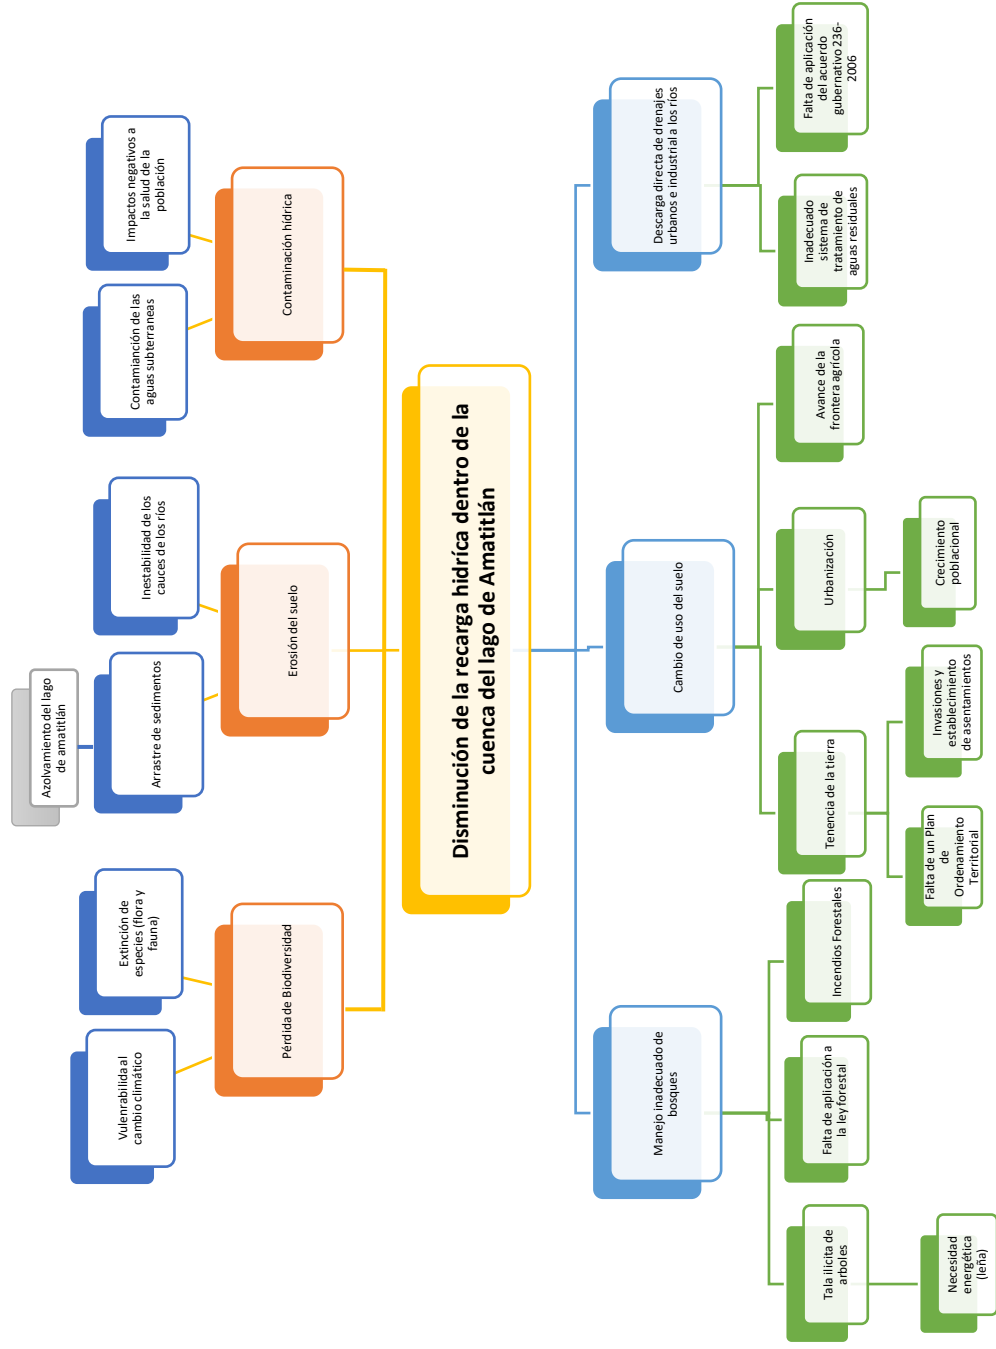 Azolvamiento del lago
de amatitlán
Vulenrabilida al
cambio climático
Extinción de
especies (flora y
fauna)
Arrastre de sedimentos
Inestabilidad de los
cauces de los ríos
Contamianción de las
aguas subterraneas
Impactos negativos a
la salud de la
población
Pérdida de Biodiversidad
Erosión del suelo
Contaminación hídrica
Disminución de la recarga hidríca dentro de la
cuenca del lago de Amatitlán
Manejo inadecuado de
bosques
Cambio de uso del suelo
Descarga directa de drenajes
urbanos e industrial a los ríos
Tala ilicita de
arboles
Falta de aplicación a
la ley forestal
Incendios Forestales
Tenencia de la tierra
Urbanización
Avance de la
frontera agrícola
Inadecuado
sistema de
tratamiento de
aguas residuales
Falta de aplicación
del acuerdo
gubernativo 236-
2006
Necesidad
energética
(leña)
Falta de un Plan
de
Ordenamiento
Territorial
Invasiones y
establecimiento
de asentamientos
Crecimiento
poblacional